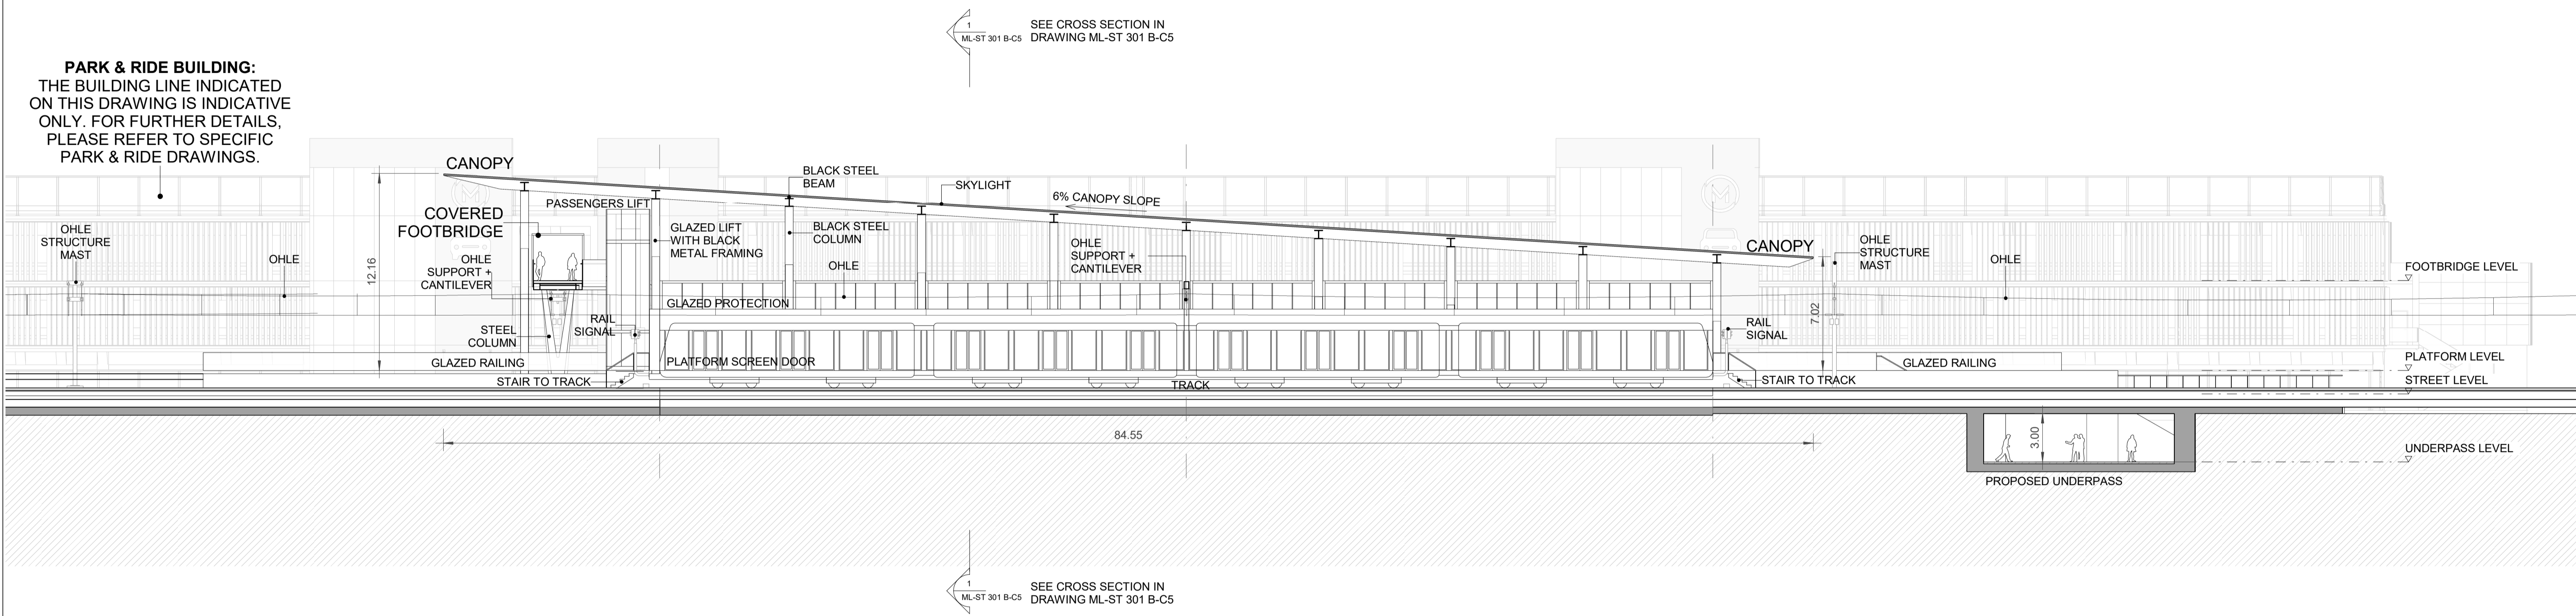 1
ML-ST 301 B-C5
SEE CROSS SECTION IN
DRAWING ML-ST 301 B-C5
PARK & RIDE BUILDING:
THE BUILDING LINE INDICATED
ON THIS DRAWING IS INDICATIVE
ONLY. FOR FURTHER DETAILS,
PLEASE REFER TO SPECIFIC
PARK & RIDE DRAWINGS.
CANOPY
COVERED
FOOTBRIDGE
PASSENGERS LIFT
BLACK STEEL
BEAM
SKYLIGHT
6% CANOPY SLOPE
OHLE
STRUCTURE
MAST
OHLE
12.16
OHLE
SUPPORT +
CANTILEVER
GLAZED LIFT
WITH BLACK
METAL FRAMING
BLACK STEEL
COLUMN
OHLE
OHLE
SUPPORT +
CANTILEVER
CANOPY
OHLE
STRUCTURE
MAST
OHLE
FOOTBRIDGE LEVEL
GLAZED PROTECTION
7.02
STEEL
COLUMN
RAIL
SIGNAL
RAIL
SIGNAL
GLAZED RAILING
PLATFORM SCREEN DOOR
GLAZED RAILING
PLATFORM LEVEL
STAIR TO TRACK
TRACK
STAIR TO TRACK
STREET LEVEL
84.55
3.00
UNDERPASS LEVEL
PROPOSED UNDERPASS
1
ML-ST 301 B-C5
SEE CROSS SECTION IN
DRAWING ML-ST 301 B-C5
M
M